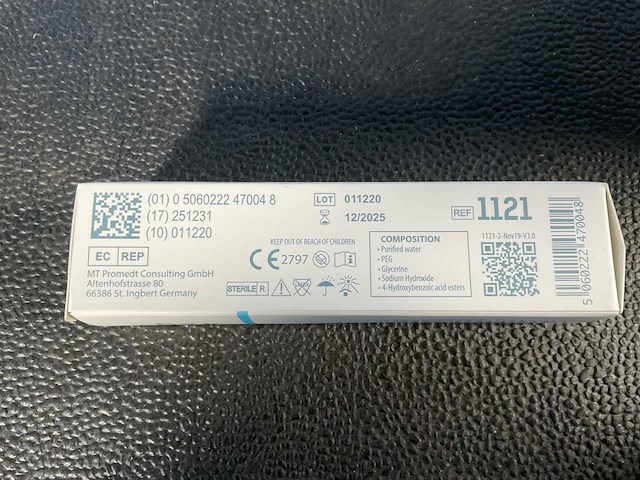 (01) 0 5060222 47004 8
(17) 251231
(10) 011220
EC REP
MT Promedt Consulting GmbH
Altenhofstrasse 80
66386 St. Ingbert Germany
LOT 011220
12/2025
KEEP OUT OF REACH OF CHILDREN
CE 2797
STERILE R
COMPOSITION
• Purified water
• PEG
• Glycerine
• Sodium Hydroxide
• 4-Hydroxybenzoic acid esters
REF 1121
1121-2-Nov19-V3.0
5 060222 470048